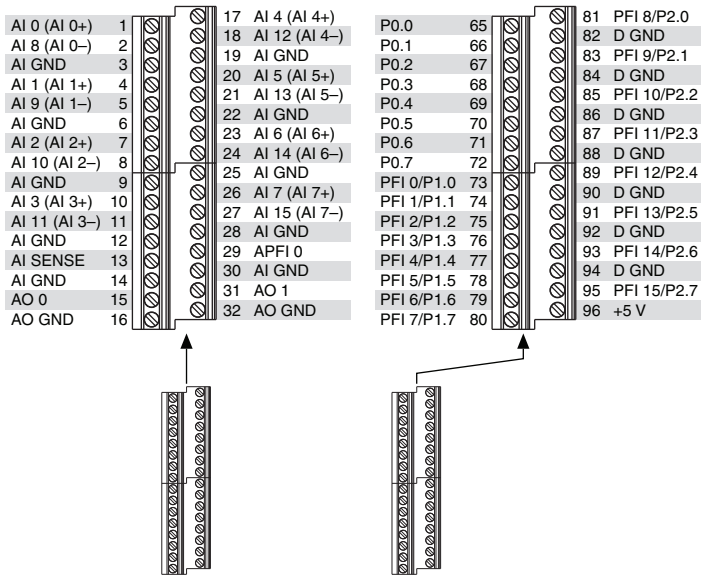 AI 0 (AI 0+) 1
AI 8 (AI 0–) 2
AI GND 3
AI 1 (AI 1+) 4
AI 9 (AI 1–) 5
AI GND 6
AI 2 (AI 2+) 7
AI 10 (AI 2–) 8
AI GND 9
AI 3 (AI 3+) 10
AI 11 (AI 3–) 11
AI GND 12
AI SENSE 13
AI GND 14
AO 0 15
AO GND 16
17 AI 4 (AI 4+)
18 AI 12 (AI 4–)
19 AI GND
20 AI 5 (AI 5+)
21 AI 13 (AI 5–)
22 AI GND
23 AI 6 (AI 6+)
24 AI 14 (AI 6–)
25 AI GND
26 AI 7 (AI 7+)
27 AI 15 (AI 7–)
28 AI GND
29 APFI 0
30 AI GND
31 AO 1
32 AO GND
P0.0 65
P0.1 66
P0.2 67
P0.3 68
P0.4 69
P0.5 70
P0.6 71
P0.7 72
PFI 0/P1.0 73
PFI 1/P1.1 74
PFI 2/P1.2 75
PFI 3/P1.3 76
PFI 4/P1.4 77
PFI 5/P1.5 78
PFI 6/P1.6 79
PFI 7/P1.7 80
81 PFI 8/P2.0
82 D GND
83 PFI 9/P2.1
84 D GND
85 PFI 10/P2.2
86 D GND
87 PFI 11/P2.3
88 D GND
89 PFI 12/P2.4
90 D GND
91 PFI 13/P2.5
92 D GND
93 PFI 14/P2.6
94 D GND
95 PFI 15/P2.7
96 +5 V